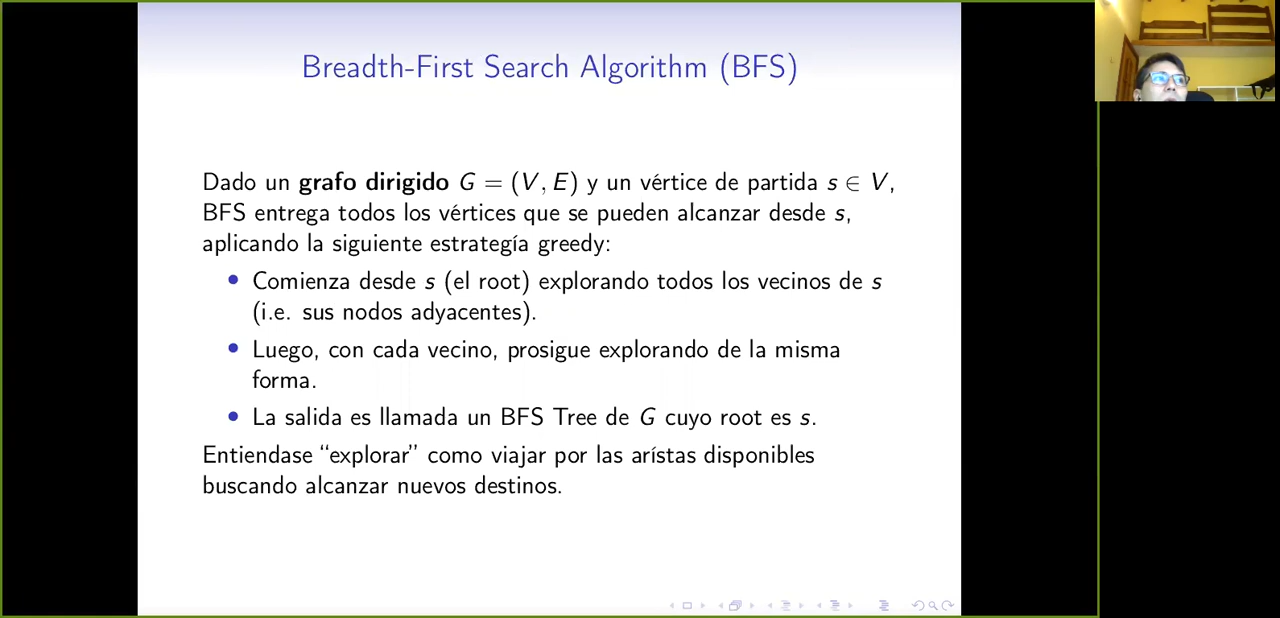 Breadth-First Search Algorithm (BFS)
Dado un grafo dirigido G = (V, E) y un vértice de partida s ∈ V,
BFS entrega todos los vértices que se pueden alcanzar desde s,
aplicando la siguiente estrategía greedy:
• Comienza desde s (el root) explorando todos los vecinos de s
(i.e. sus nodos adyacentes).
• Luego, con cada vecino, prosigue explorando de la misma
forma.
• La salida es llamada un BFS Tree de G cuyo root es s.
Entiendase “explorar” como viajar por las arístas disponibles
buscando alcanzar nuevos destinos.